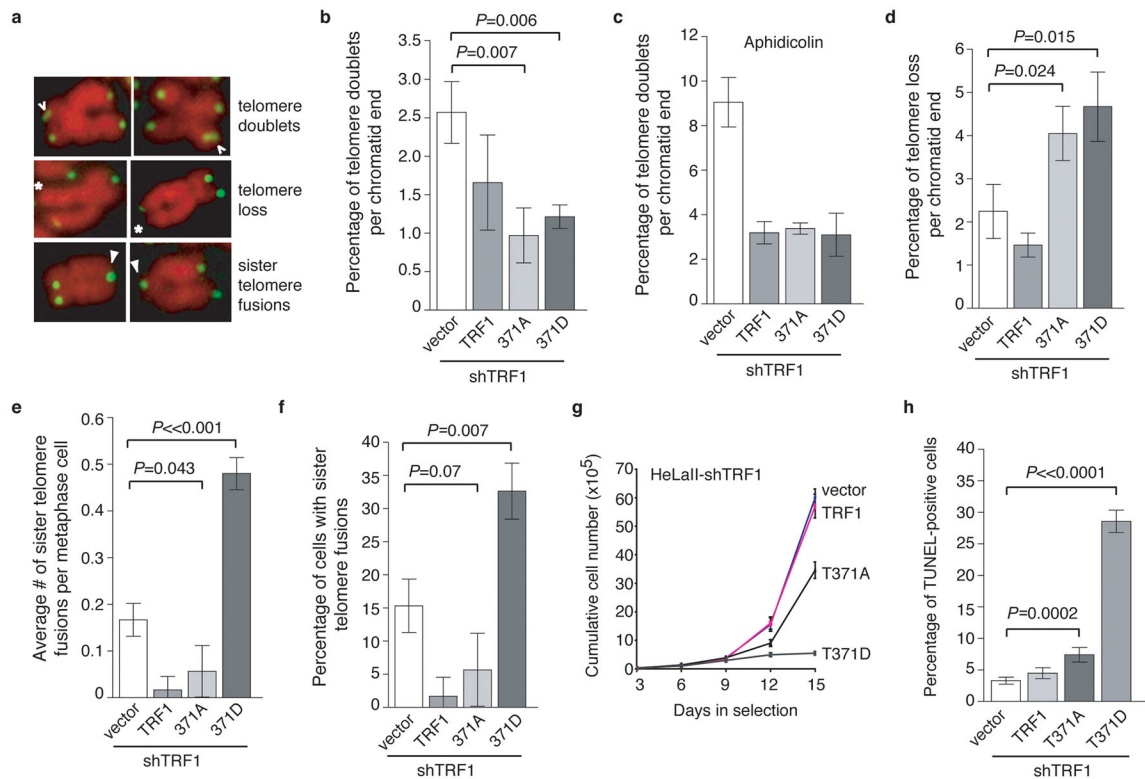 a
telomere
doublets
telomere
loss
sister
telomere
fusions
b
Percentage of telomere doublets
per chromatid end
3.5
3.0
2.5
2.0
1.5
1.0
0.5
0.0
P=0.006
P=0.007
vector
TRF1
371A
371D
shTRF1
c
Percentage of telomere doublets
per chromatid end
12
10
8
6
4
2
0
Aphidicolin
vector
TRF1
371A
371D
shTRF1
d
Percentage of telomere loss
per chromatid end
6
5
4
3
2
1
0
P=0.015
P=0.024
vector
TRF1
371A
371D
shTRF1
e
Average # of sister telomere
fusions per metaphase cell
0.6
0.5
0.4
0.3
0.2
0.1
0
P<<0.001
P=0.043
vector
TRF1
371A
371D
shTRF1
f
Percentage of cells with sister
telomere fusions
40
35
30
25
20
15
10
5
0
P=0.007
P=0.07
vector
TRF1
371A
371D
shTRF1
g
HeLaII-shTRF1
Cumulative cell number (x10⁵)
70
60
50
40
30
20
10
0
3 6 9 12 15
Days in selection
vector
TRF1
T371A
T371D
h
Percentage of TUNEL-positive cells
40
35
30
25
20
15
10
5
0
P<<0.0001
P=0.0002
vector
TRF1
T371A
T371D
shTRF1